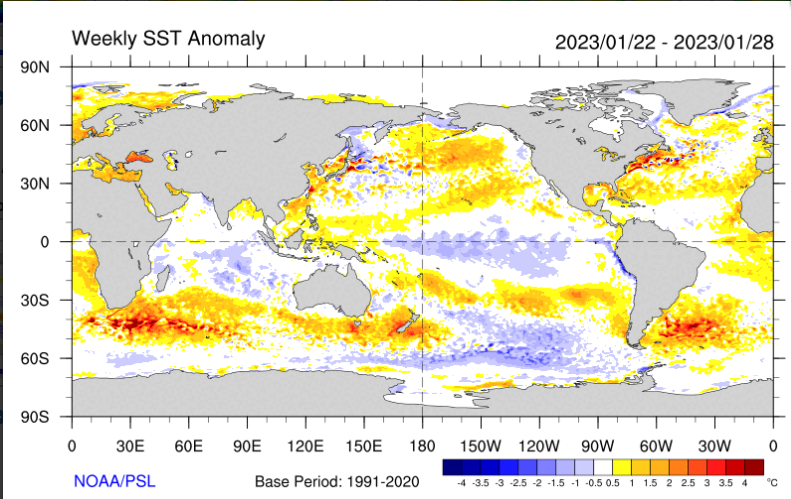 Weekly SST Anomaly
2023/01/22 - 2023/01/28
90N
60N
30N
0
30S
60S
90S
0 30E 60E 90E 120E 150E 180 150W 120W 90W 60W 30W 0
NOAA/PSL
Base Period: 1991-2020
-4 -3.5 -3 -2.5 -2 -1.5 -1 -0.5 0.5 1 1.5 2 2.5 3 3.5 4 °C